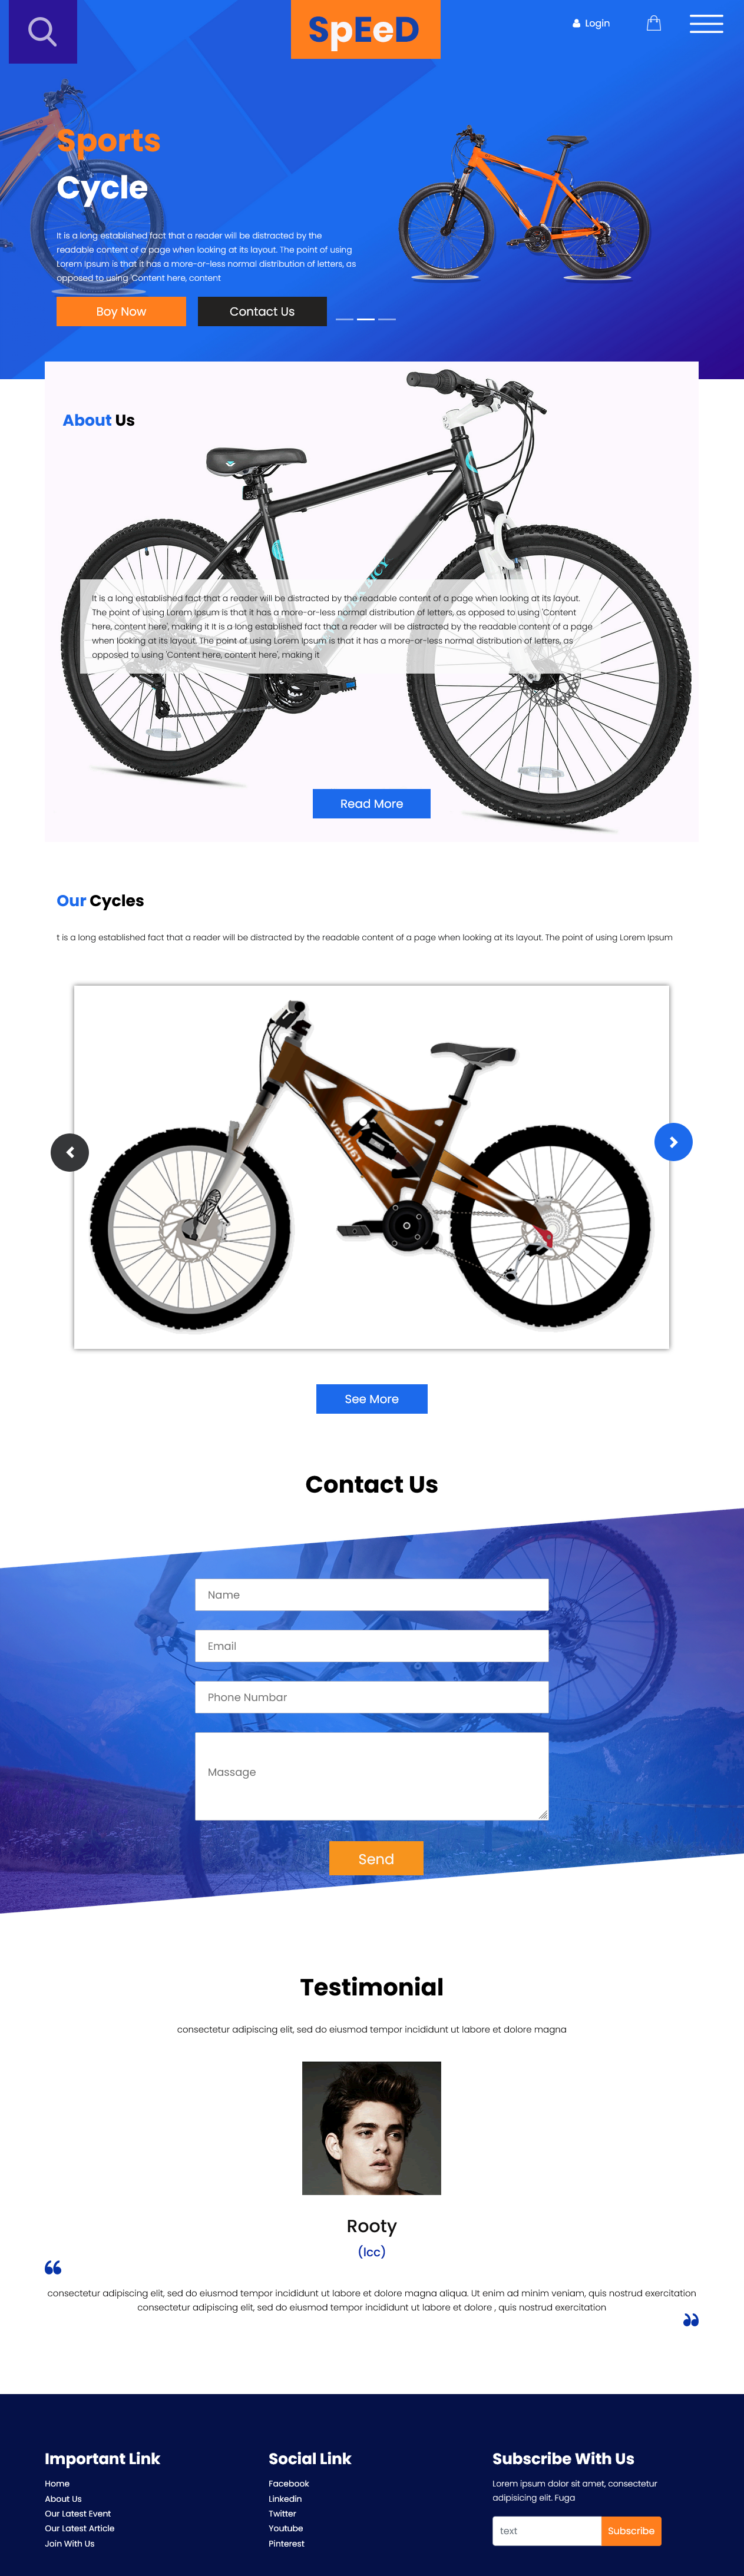 SpEeD
Login
Sports
Cycle
It is a long established fact that a reader will be distracted by the
readable content of a page when looking at its layout. The point of using
Lorem Ipsum is that it has a more-or-less normal distribution of letters, as
opposed to using 'Content here, content
Boy Now
Contact Us
About Us
It is a long established fact that a reader will be distracted by the readable content of a page when looking at its layout.
The point of using Lorem Ipsum is that it has a more-or-less normal distribution of letters, as opposed to using 'Content
here, content here', making it It is a long established fact that a reader will be distracted by the readable content of a page
when looking at its layout. The point of using Lorem Ipsum is that it has a more-or-less normal distribution of letters, as
opposed to using 'Content here, content here', making it
Read More
Our Cycles
t is a long established fact that a reader will be distracted by the readable content of a page when looking at its layout. The point of using Lorem Ipsum
See More
Contact Us
Name
Email
Phone Numbar
Massage
Send
Testimonial
consectetur adipiscing elit, sed do eiusmod tempor incididunt ut labore et dolore magna
Rooty
(Icc)
consectetur adipiscing elit, sed do eiusmod tempor incididunt ut labore et dolore magna aliqua. Ut enim ad minim veniam, quis nostrud exercitation
consectetur adipiscing elit, sed do eiusmod tempor incididunt ut labore et dolore , quis nostrud exercitation
Important Link
Home
About Us
Our Latest Event
Our Latest Article
Join With Us
Social Link
Facebook
Linkedin
Twitter
Youtube
Pinterest
Subscribe With Us
Lorem ipsum dolor sit amet, consectetur
adipisicing elit. Fuga
text
Subscribe